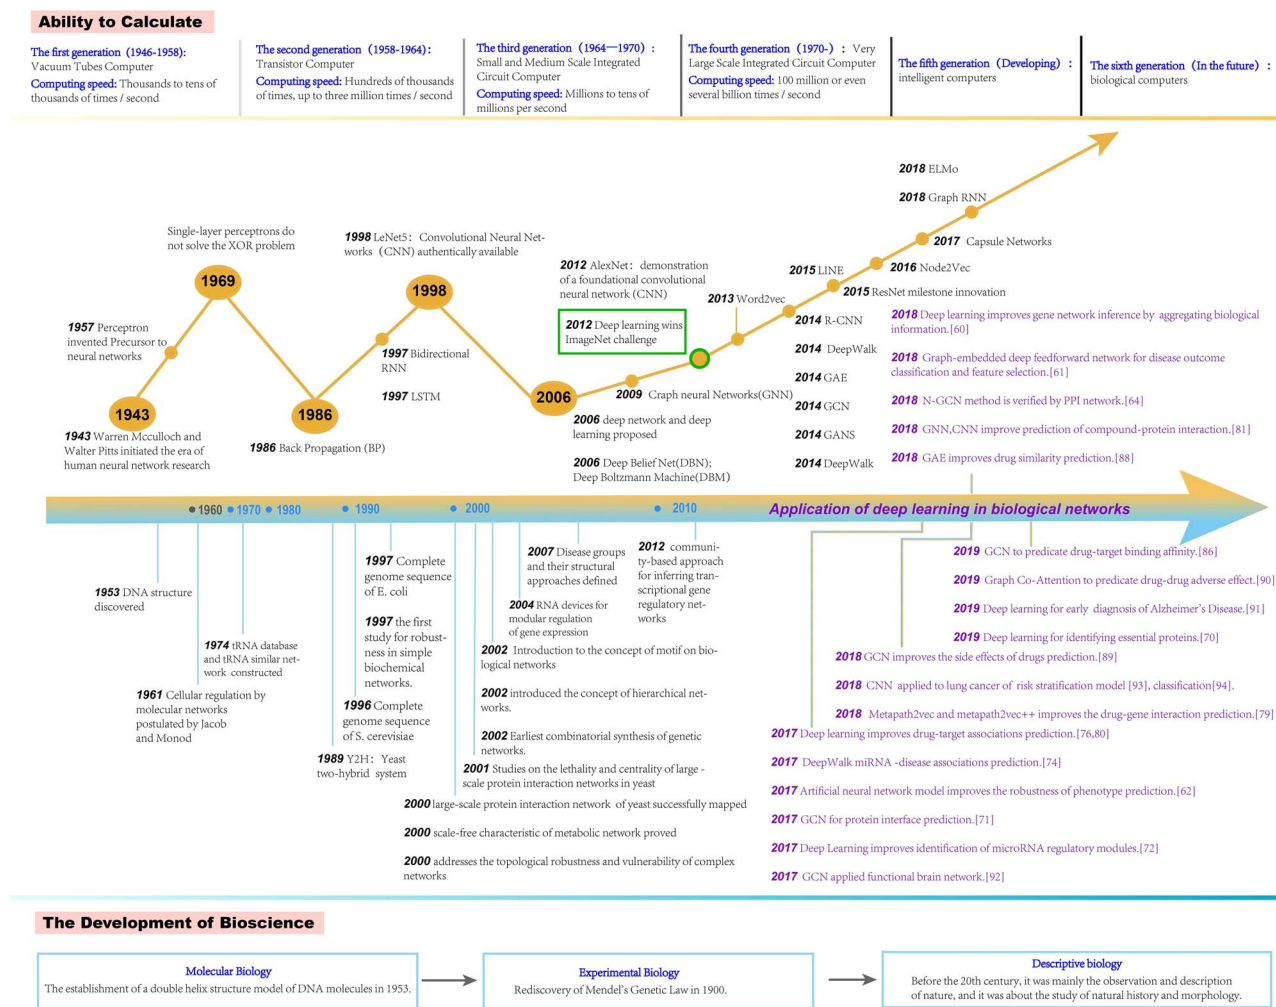 Ability to Calculate
The first generation (1946-1958):
Vacuum Tubes Computer
Computing speed: Thousands to tens of
thousands of times / second
The second generation (1958-1964):
Transistor Computer
Computing speed: Hundreds of thousands
of times, up to three million times / second
The third generation (1964—1970) :
Small and Medium Scale Integrated
Circuit Computer
Computing speed: Millions to tens of
millions per second
The fourth generation (1970-) : Very
Large Scale Integrated Circuit Computer
Computing speed: 100 million or even
several billion times / second
The fifth generation (Developing) :
intelligent computers
The sixth generation (In the future) :
biological computers
Single-layer perceptrons do
not solve the XOR problem
1969
1957 Perceptron
invented Precursor to
neural networks
1943
1943 Warren Mcculloch and
Walter Pitts initiated the era of
human neural network research
1986
1986 Back Propagation (BP)
1998 LeNet5: Convolutional Neural Net-
works (CNN) authentically available
1998
1997 Bidirectional
RNN
1997 LSTM
2006
2012 AlexNet: demonstration
of a foundational convolutional
neural network (CNN)
2012 Deep learning wins
ImageNet challenge
2009 Craph neural Networks(GNN)
2006 deep network and deep
learning proposed
2006 Deep Belief Net(DBN);
Deep Boltzmann Machine(DBM)
2013 Word2vec
2014 R-CNN
2014 DeepWalk
2014 GAE
2014 GCN
2014 GANS
2014 DeepWalk
2015 LINE
2015 ResNet milestone innovation
2016 Node2Vec
2017 Capsule Networks
2018 Graph RNN
2018 ELMo
2018 Deep learning improves gene network inference by aggregating biological
information.[60]
2018 Graph-embedded deep feedforward network for disease outcome
classification and feature selection.[61]
2018 N-GCN method is verified by PPI network.[64]
2018 GNN,CNN improve prediction of compound-protein interaction.[81]
2018 GAE improves drug similarity prediction.[88]
1960
1970
1980
1990
2000
2010
Application of deep learning in biological networks
1953 DNA structure
discovered
1974 tRNA database
and tRNA similar net-
work constructed
1961 Cellular regulation by
molecular networks
postulated by Jacob
and Monod
1997 Complete
genome sequence
of E. coli
1997 the first
study for robust-
ness in simple
biochemical
networks.
1996 Complete
genome sequence
of S. cerevisiae
1989 Y2H: Yeast
two-hybrid system
2007 Disease groups
and their structural
approaches defined
2004 RNA devices for
modular regulation
of gene expression
2012 communi-
ty-based approach
for inferring tran-
scriptional gene
regulatory net-
works
2002 Introduction to the concept of motif on bio-
logical networks
2002 introduced the concept of hierarchical net-
works.
2002 Earliest combinatorial synthesis of genetic
networks.
2001 Studies on the lethality and centrality of large -
scale protein interaction networks in yeast
2000 large-scale protein interaction network of yeast successfully mapped
2000 scale-free characteristic of metabolic network proved
2000 addresses the topological robustness and vulnerability of complex
networks
2019 GCN to predicate drug-target binding affinity.[86]
2019 Graph Co-Attention to predicate drug-drug adverse effect.[90]
2019 Deep learning for early diagnosis of Alzheimer's Disease.[91]
2019 Deep learning for identifying essential proteins.[70]
2018 GCN improves the side effects of drugs prediction.[89]
2018 CNN applied to lung cancer of risk stratification model [93], classification[94].
2018 Metapath2vec and metapath2vec++ improves the drug-gene interaction prediction.[79]
2017 Deep learning improves drug-target associations prediction.[76,80]
2017 DeepWalk miRNA -disease associations prediction.[74]
2017 Artificial neural network model improves the robustness of phenotype prediction.[62]
2017 GCN for protein interface prediction.[71]
2017 Deep Learning improves identification of microRNA regulatory modules.[72]
2017 GCN applied functional brain network.[92]
The Development of Bioscience
Molecular Biology
The establishment of a double helix structure model of DNA molecules in 1953.
Experimental Biology
Rediscovery of Mendel's Genetic Law in 1900.
Descriptive biology
Before the 20th century, it was mainly the observation and description
of nature, and it was about the study of natural history and morphology.